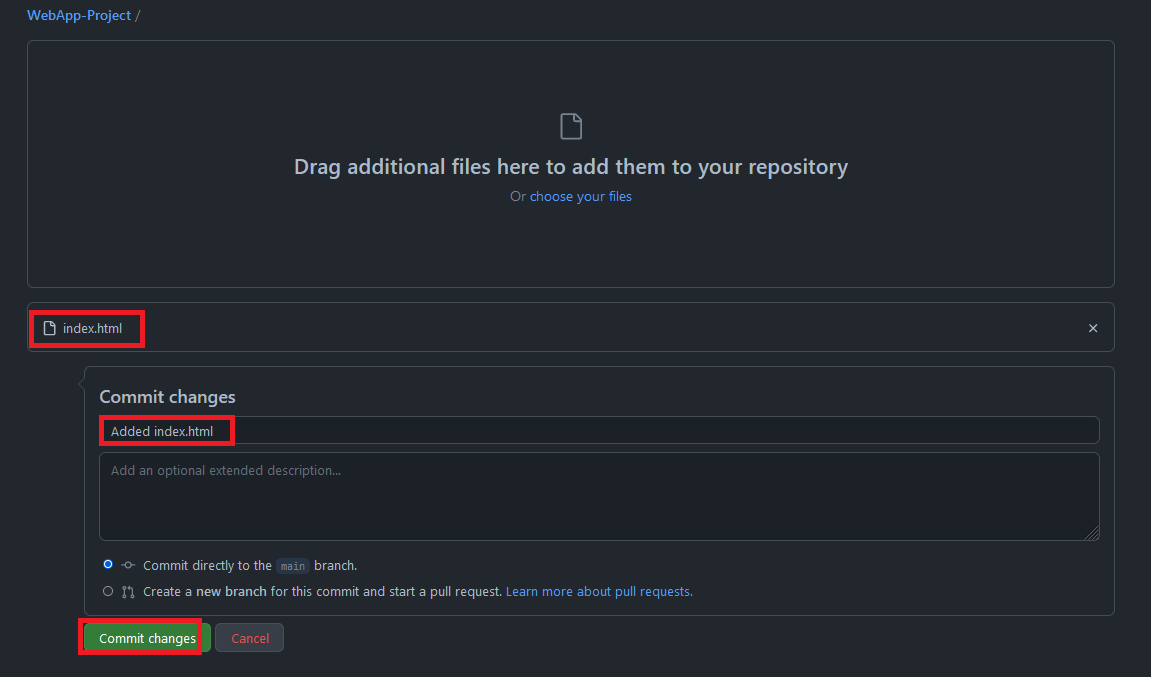 WebApp-Project /
Drag additional files here to add them to your repository
Or choose your files
index.html
Commit changes
Added index.html
Add an optional extended description...
Commit directly to the main branch.
Create a new branch for this commit and start a pull request. Learn more about pull requests.
Commit changes Cancel